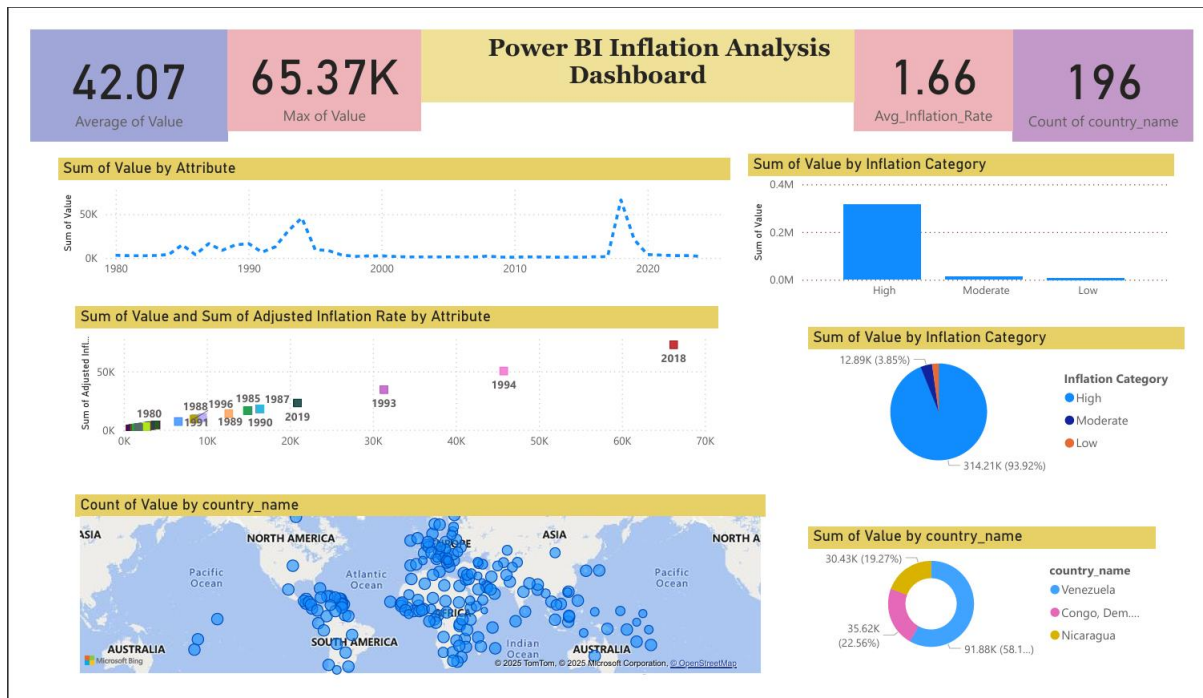 42.07
Average of Value
65.37K
Max of Value
Power BI Inflation Analysis
Dashboard
1.66
Avg_Inflation_Rate
196
Count of country_name
Sum of Value by Attribute
Sum of Value
50K
0K
1980
1990
2000
2010
2020
Sum of Value by Inflation Category
Sum of Value
0.4M
0.2M
0.0M
High
Moderate
Low
Sum of Value and Sum of Adjusted Inflation Rate by Attribute
Sum of Adjusted Infl...
50K
0K
1980
1988
1991
1996
1989
1985
1987
1990
2019
1993
1994
2018
0K
10K
20K
30K
40K
50K
60K
70K
Sum of Value by Inflation Category
12.89K (3.85%)
314.21K (93.92%)
Inflation Category
High
Moderate
Low
Count of Value by country_name
ASIA
NORTH AMERICA
ASIA
NORTH A
Pacific
Ocean
Atlantic
Ocean
Pacific
Ocean
SOUTH AMERICA
Indian
Ocean
AUSTRALIA
AUSTRALIA
Microsoft Bing
© 2025 TomTom, © 2025 Microsoft Corporation, © OpenStreetMap
Sum of Value by country_name
30.43K (19.27%)
35.62K
(22.56%)
91.88K (58.1...)
country_name
Venezuela
Congo, Dem....
Nicaragua